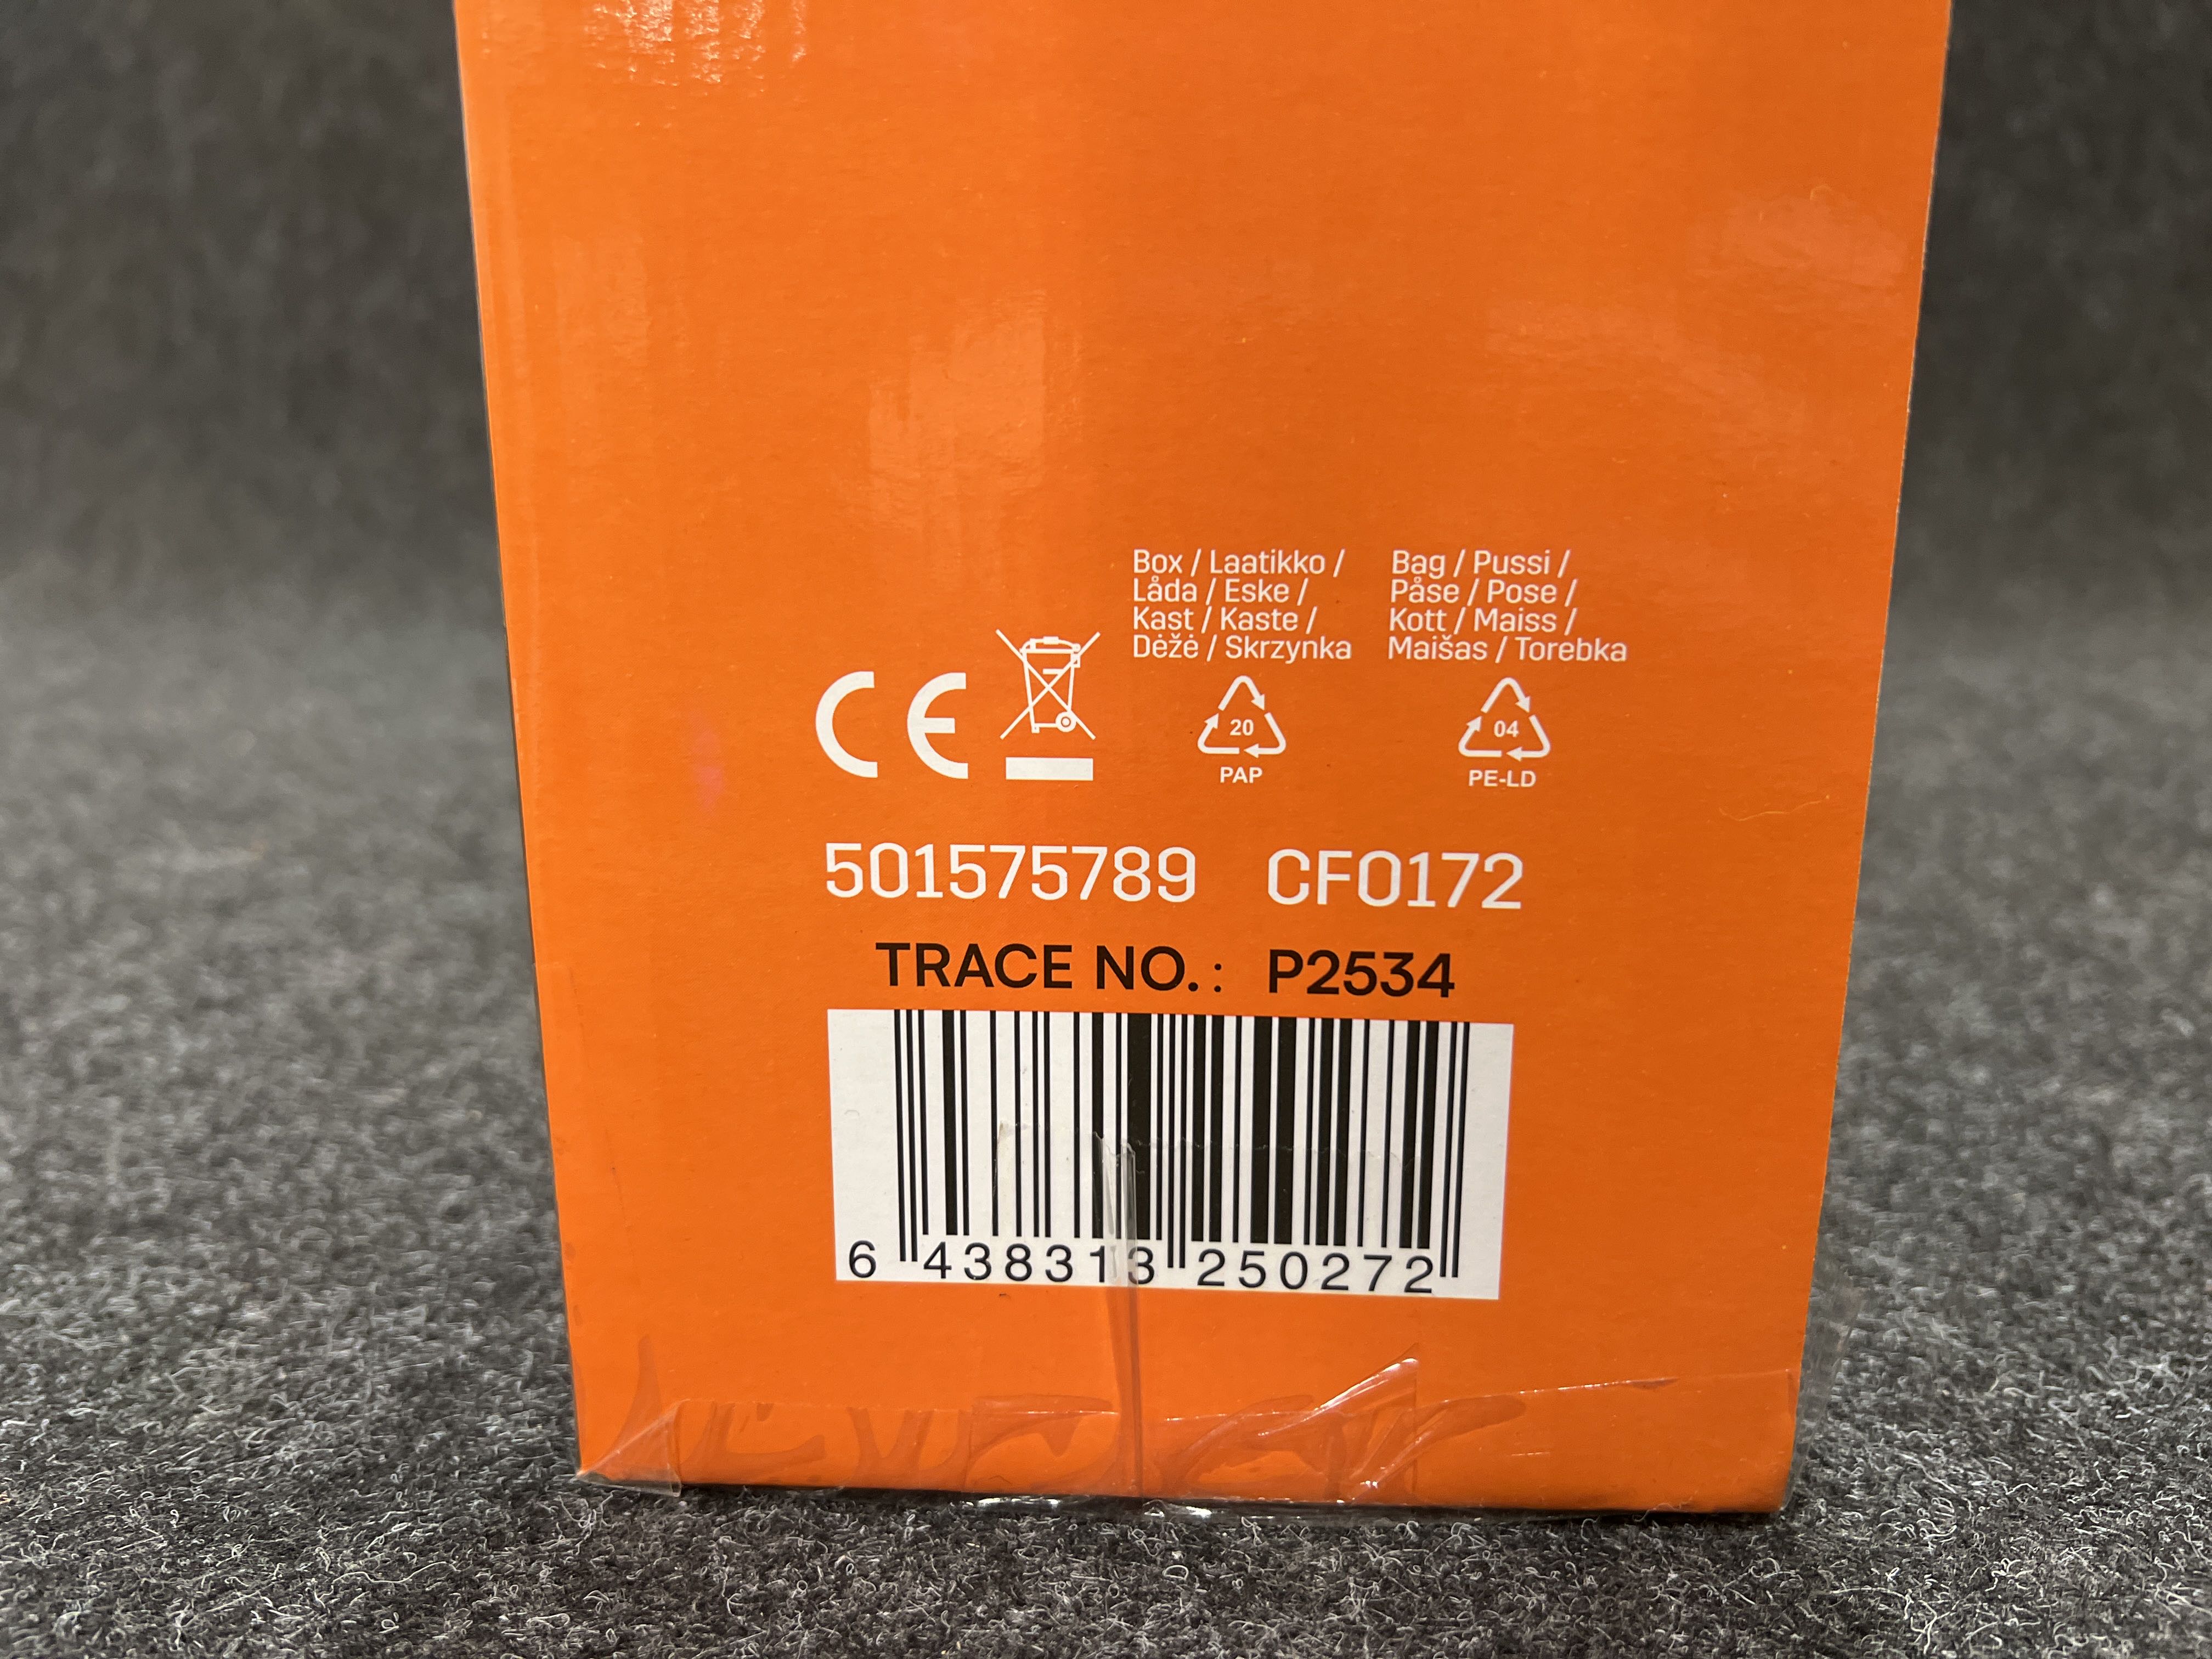 Box / Laatikko /
Låda / Eske /
Kast / Kaste /
Dėžė / Skrzynka
Bag / Pussi /
Påse / Pose /
Kott / Maiss /
Maišas / Torebka
CE
20
PAP
04
PE-LD
501575789 CFO172
TRACE NO.: P2534
6 438313 250272